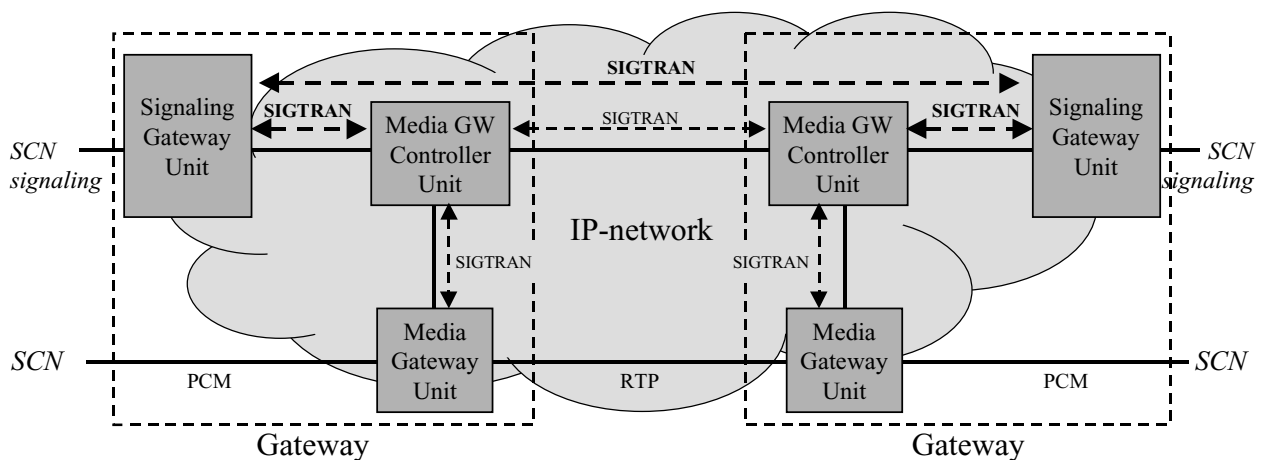 SIGTRAN
Signaling
Gateway
Unit
SIGTRAN
Media GW
Controller
Unit
SIGTRAN
Media GW
Controller
Unit
SIGTRAN
Signaling
Gateway
Unit
SCN
signaling
SCN
signaling
IP-network
SIGTRAN
SIGTRAN
SCN
PCM
Media
Gateway
Unit
RTP
Media
Gateway
Unit
PCM
SCN
Gateway
Gateway